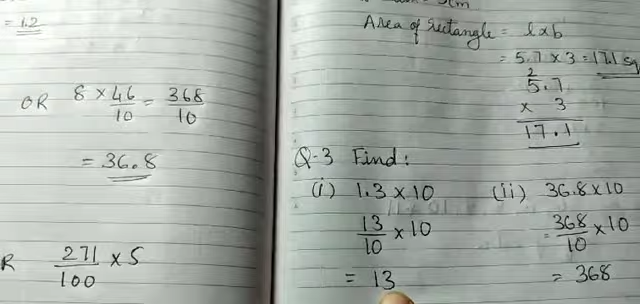 = 1.2
OR 8 × 46/10 = 368/10
= 36.8
R 271/100 × 5
Area of rectangle = l×b
= 5.7 × 3 = 17.1 sq
2
5.7
× 3
17.1
Q-3 Find:
(i) 1.3 × 10
13/10 × 10
= 13
(ii) 36.8 × 10
= 368/10 × 10
= 368